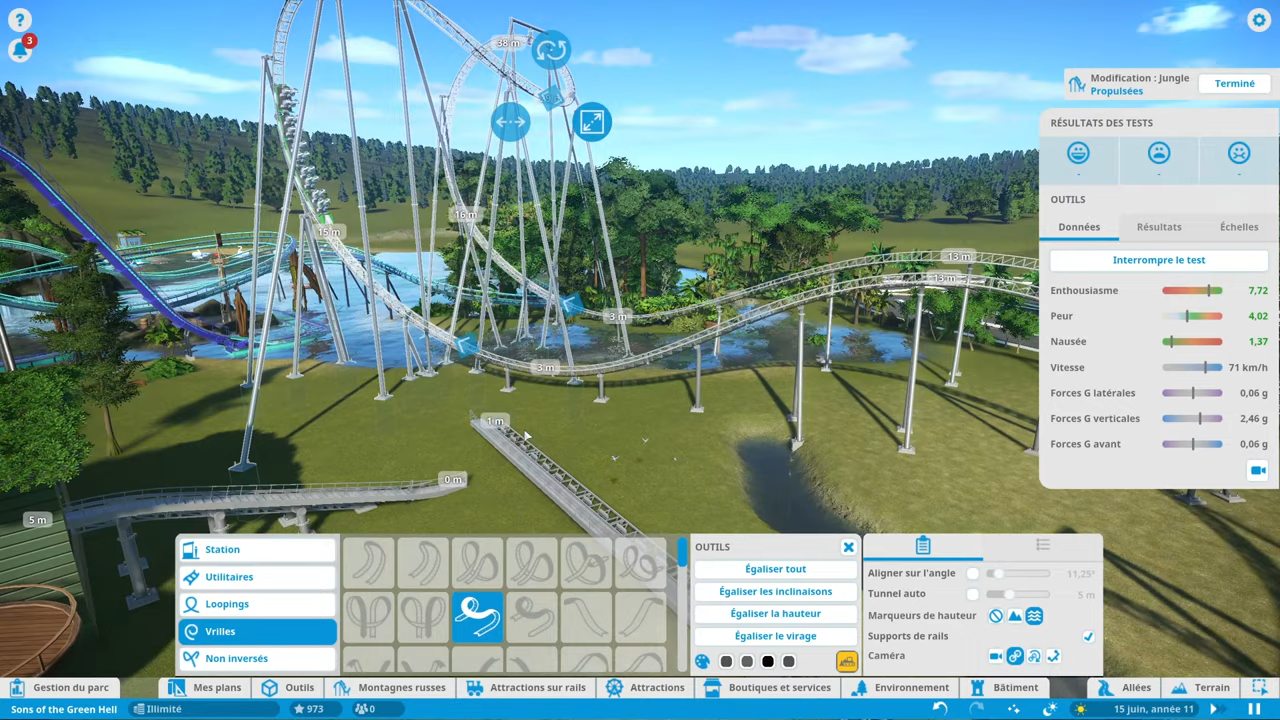 ?
3
38 m
16 m
15 m
13 m
13 m
3 m
3 m
1 m
0 m
5 m
Modification : Jungle
Propulsées
Terminé
RÉSULTATS DES TESTS
- - -
OUTILS
Données Résultats Échelles
Interrompre le test
Enthousiasme 7,72
Peur 4,02
Nausée 1,37
Vitesse 71 km/h
Forces G latérales 0,06 g
Forces G verticales 2,46 g
Forces G avant 0,06 g
Station
Utilitaires
Loopings
Vrilles
Non inversés
OUTILS
Égaliser tout
Égaliser les inclinaisons
Égaliser la hauteur
Égaliser le virage
Aligner sur l'angle 11,25°
Tunnel auto 5 m
Marqueurs de hauteur
Supports de rails
Caméra
Gestion du parc Mes plans Outils Montagnes russes Attractions sur rails Attractions Boutiques et services Environnement Bâtiment Allées Terrain
Sons of the Green Hell Illimité 973 0 15 juin, année 11